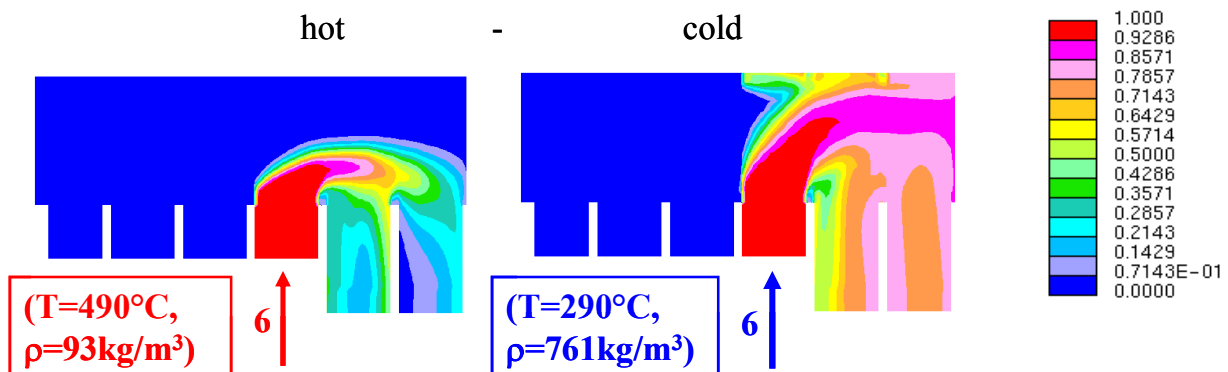 hot - cold
1.000
0.9286
0.8571
0.7857
0.7143
0.6429
0.5714
0.5000
0.4286
0.3571
0.2857
0.2143
0.1429
0.7143E-01
0.0000
(T=490°C,
ρ=93kg/m³)
6
(T=290°C,
ρ=761kg/m³)
6